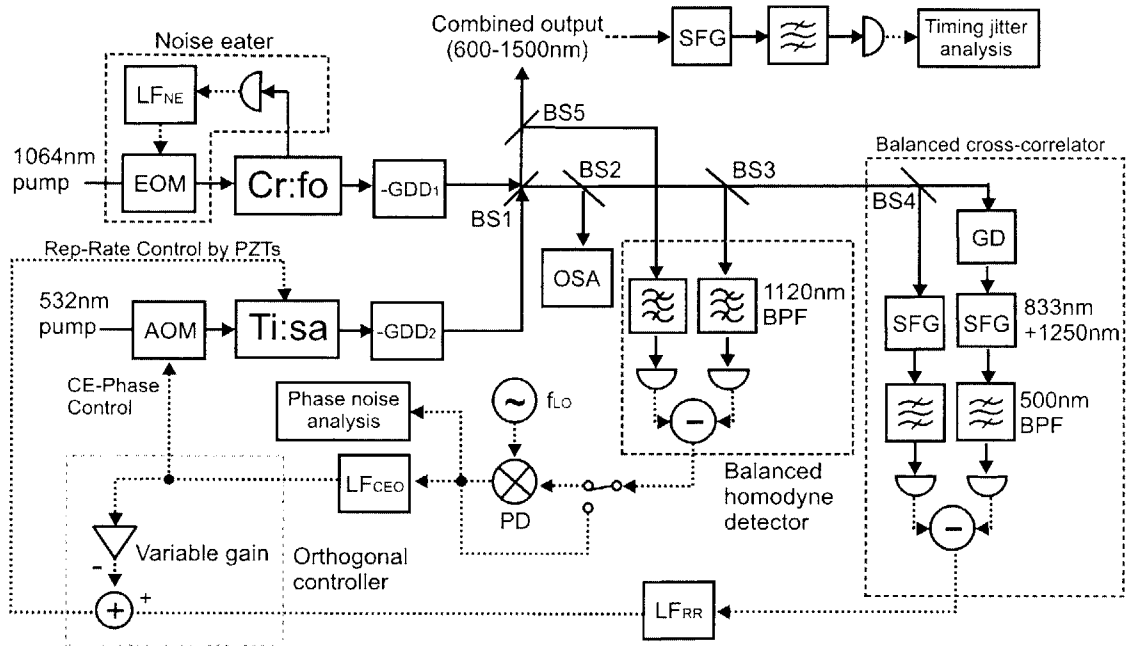 Combined output
(600-1500nm)
SFG
Timing jitter
analysis
Noise eater
LFNE
1064nm
pump
EOM
Cr:fo
-GDD1
BS5
BS1
BS2
BS3
BS4
Balanced cross-correlator
GD
OSA
Rep-Rate Control by PZTs
532nm
pump
AOM
Ti:sa
-GDD2
1120nm
BPF
SFG
SFG
833nm
+1250nm
500nm
BPF
CE-Phase
Control
Phase noise
analysis
~
fLO
LFCEO
PD
−
Balanced
homodyne
detector
−
Variable gain
Orthogonal
controller
-
+
+
LFRR